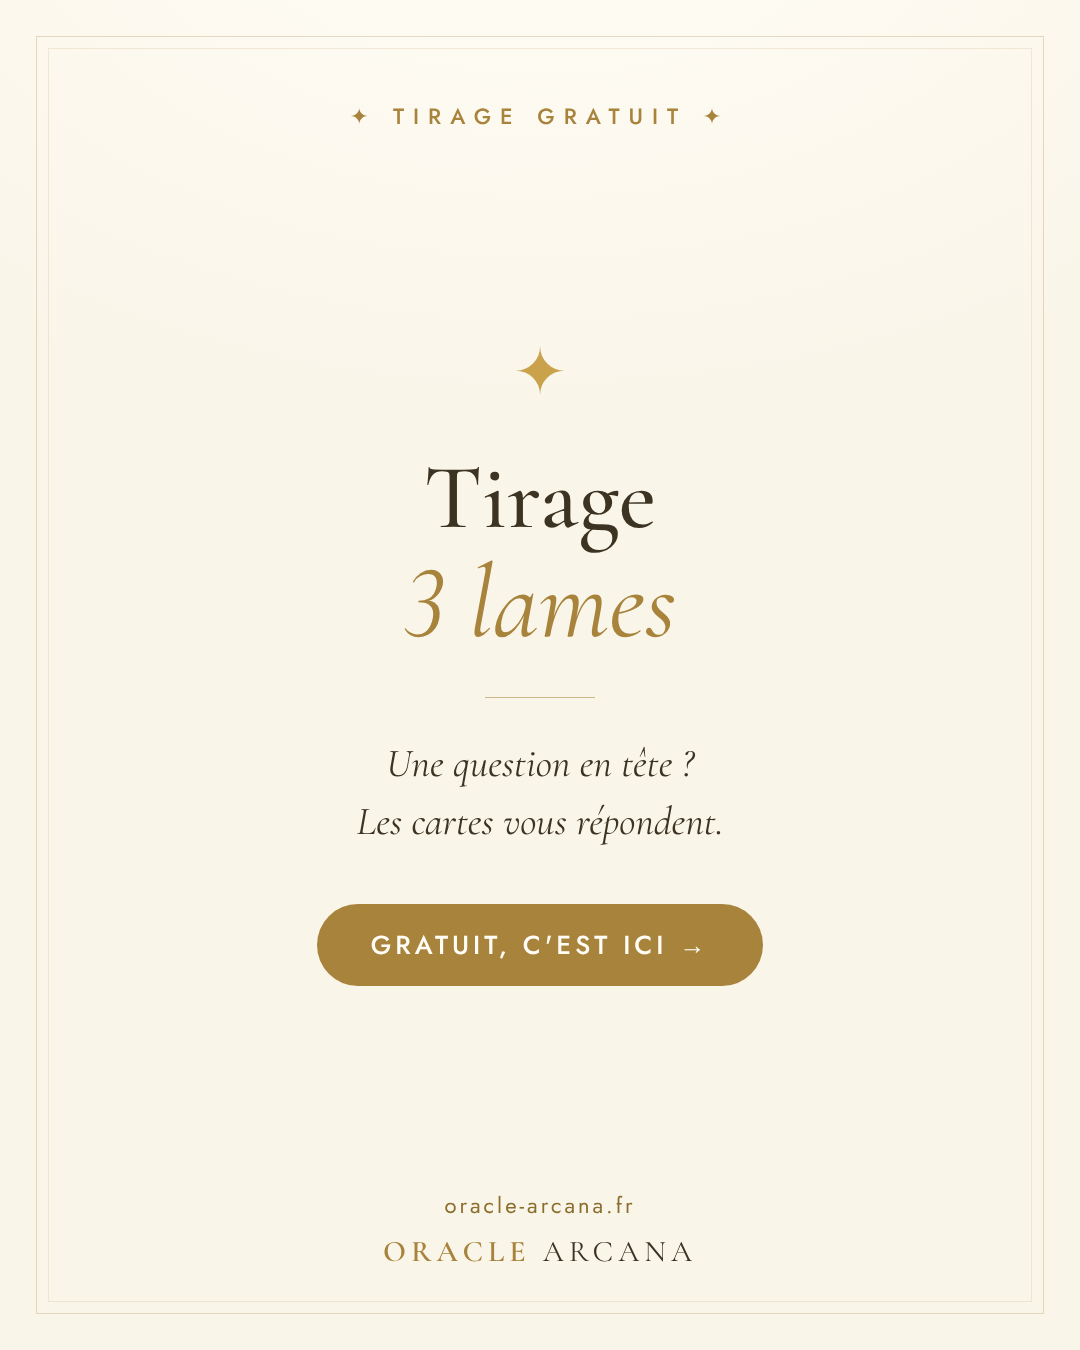 ✦ TIRAGE GRATUIT ✦
Tirage
3 lames
Une question en tête ?
Les cartes vous répondent.
GRATUIT, C'EST ICI →
oracle-arcana.fr
ORACLE ARCANA